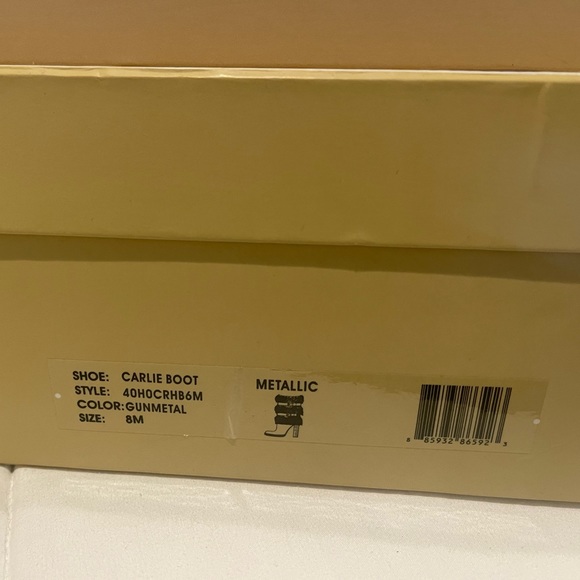 SHOE: CARLIE BOOT
STYLE: 40H0CRHB6M
COLOR:GUNMETAL
SIZE: 8M
METALLIC
8 85932 86592 3